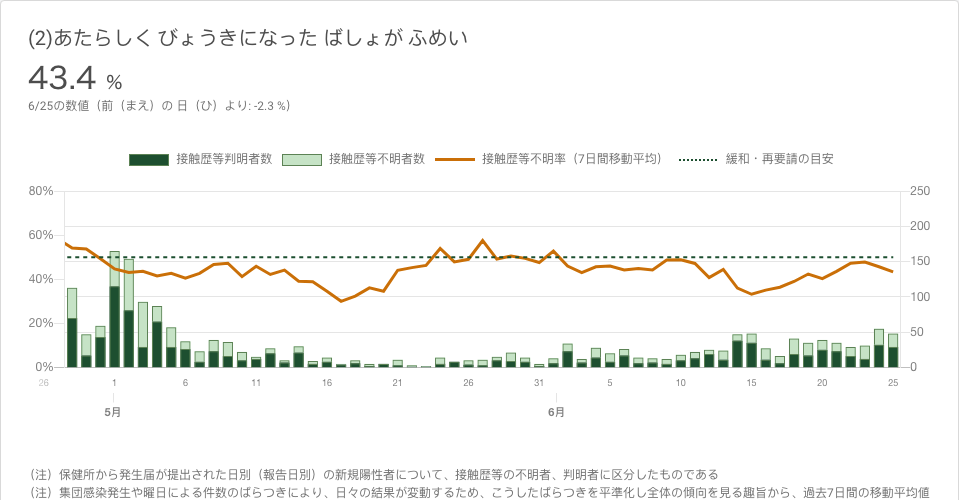 (2)あたらしく びょうきになった ばしょが ふめい
43.4 %
6/25の数値（前（まえ）の 日（ひ）より: -2.3 %）
接触歴等判明者数 接触歴等不明者数 接触歴等不明率（7日間移動平均） 緩和・再要請の目安
80% 250
200
60%
150
40%
100
20%
50
0% 0
26 1 6 11 16 21 26 31 5 10 15 20 25
5月 6月
（注）保健所から発生届が提出された日別（報告日別）の新規陽性者について、接触歴等の不明者、判明者に区分したものである
（注）集団感染発生や曜日による件数のばらつきにより、日々の結果が変動するため、こうしたばらつきを平準化し全体の傾向を見る趣旨から、過去7日間の移動平均値